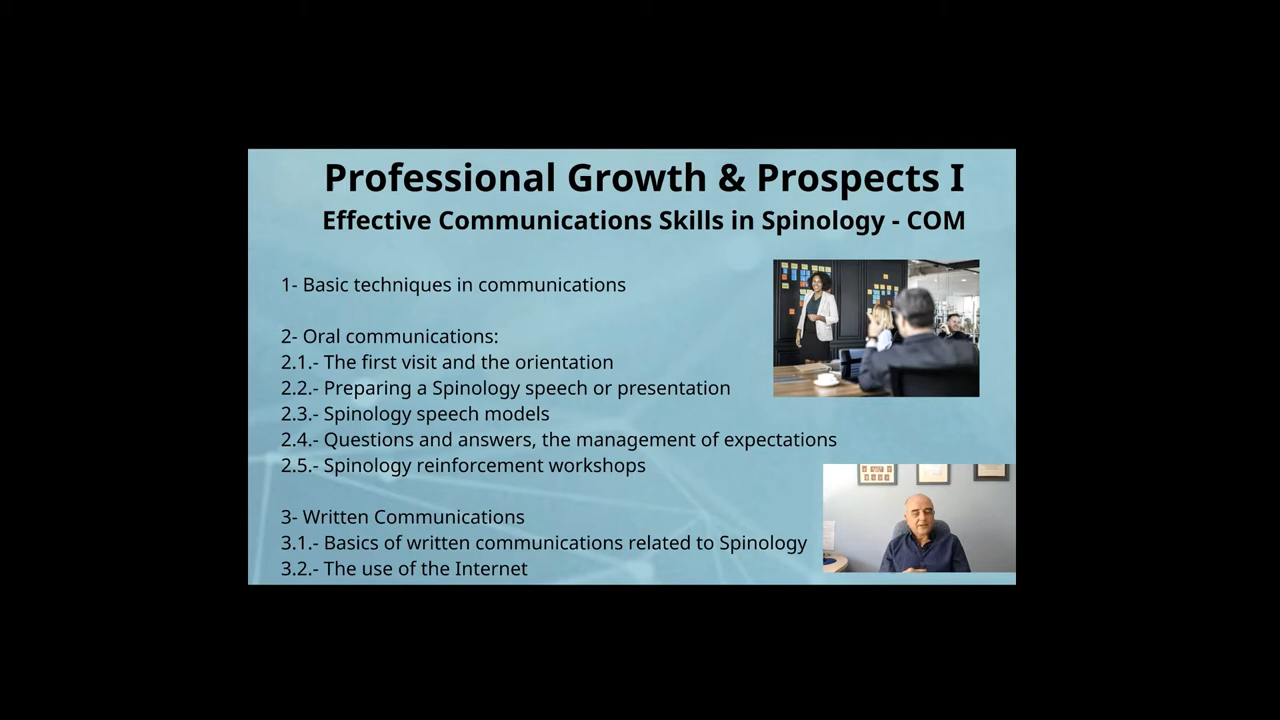 Professional Growth & Prospects I
Effective Communications Skills in Spinology - COM
1- Basic techniques in communications
2- Oral communications:
2.1.- The first visit and the orientation
2.2.- Preparing a Spinology speech or presentation
2.3.- Spinology speech models
2.4.- Questions and answers, the management of expectations
2.5.- Spinology reinforcement workshops
3- Written Communications
3.1.- Basics of written communications related to Spinology
3.2.- The use of the Internet